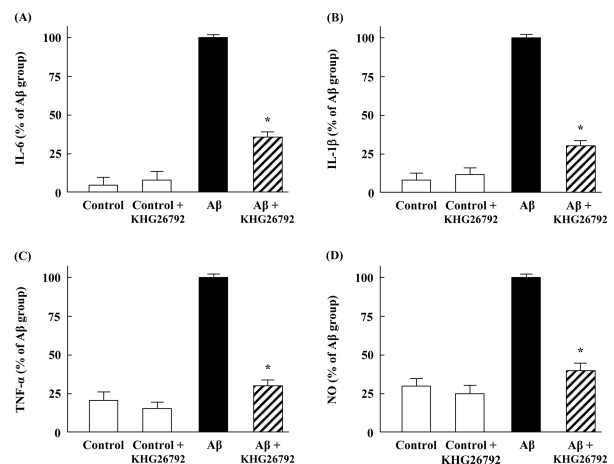 (A)
IL-6 (% of Aβ group)
100
75
50
25
0
*
Control
Control +
KHG26792
Aβ
Aβ +
KHG26792
(B)
IL-1β (% of Aβ group)
100
75
50
25
0
*
Control
Control +
KHG26792
Aβ
Aβ +
KHG26792
(C)
TNF-α (% of Aβ group)
100
75
50
25
0
*
Control
Control +
KHG26792
Aβ
Aβ +
KHG26792
(D)
NO (% of Aβ group)
100
75
50
25
0
*
Control
Control +
KHG26792
Aβ
Aβ +
KHG26792